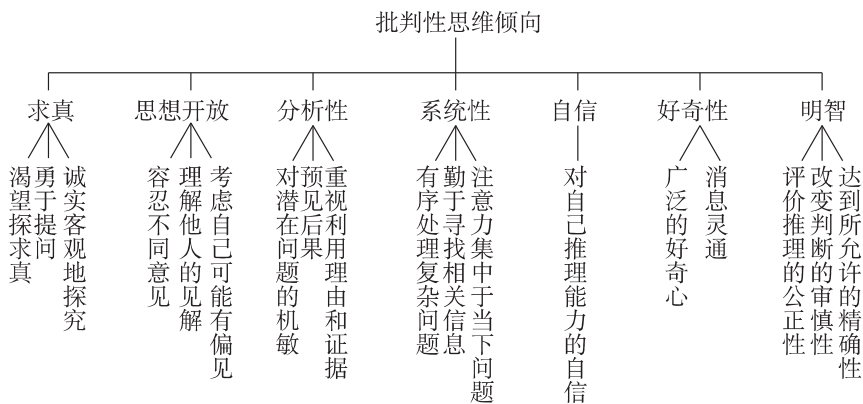 批判性思维倾向
求真
思想开放
分析性
系统性
自信
好奇性
明智
渴望探求真
勇于提问
诚实客观地探究
容忍不同意见
理解他人的见解
考虑自己可能有偏见
对潜在问题的机敏
预见后果
重视利用理由和证据
有序处理复杂问题
勤于寻找相关信息
注意力集中于当下问题
对自己推理能力的自信
广泛的好奇心
消息灵通
评价推理的公正性
改变判断的审慎性
达到所允许的精确性